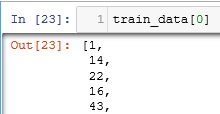 In [23]: 1 train_data[0]
Out[23]: [1,
14,
22,
16,
43,